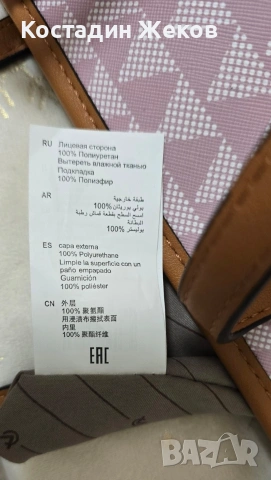 Костадин Жеков
RU Лицевая сторона
100% Полиуретан
Вытереть влажной тканью
Подкладка
100% Полиэфир
AR طبقة خارجية
بولي يوريثان 100%
امسح السطح بقطعة قماش رطبة
البطانة
بوليستر 100%
ES capa externa
100% Polyurethane
Limpie la superficie con un
paño empapado
Guarnición
100% poliéster
CN 外层
100% 聚氨酯
用浸渍布擦拭表面
内里
100% 聚酯纤维
EAC
bazar